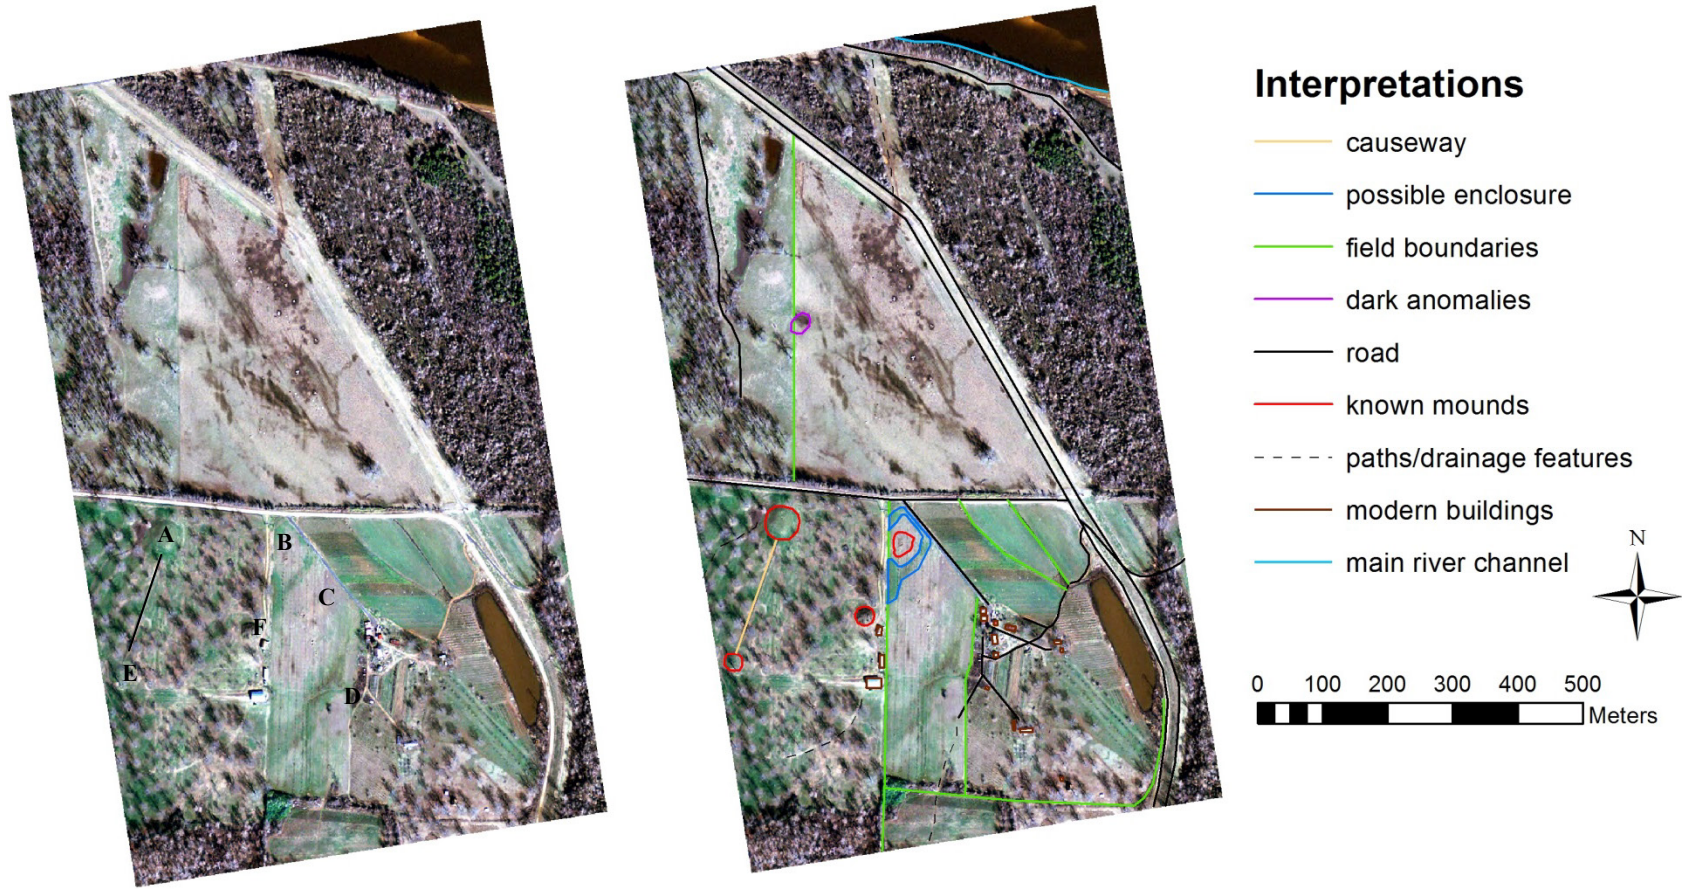 A
B
C
F
E
D
Interpretations
causeway
possible enclosure
field boundaries
dark anomalies
road
known mounds
paths/drainage features
modern buildings
main river channel
N
0 100 200 300 400 500
Meters